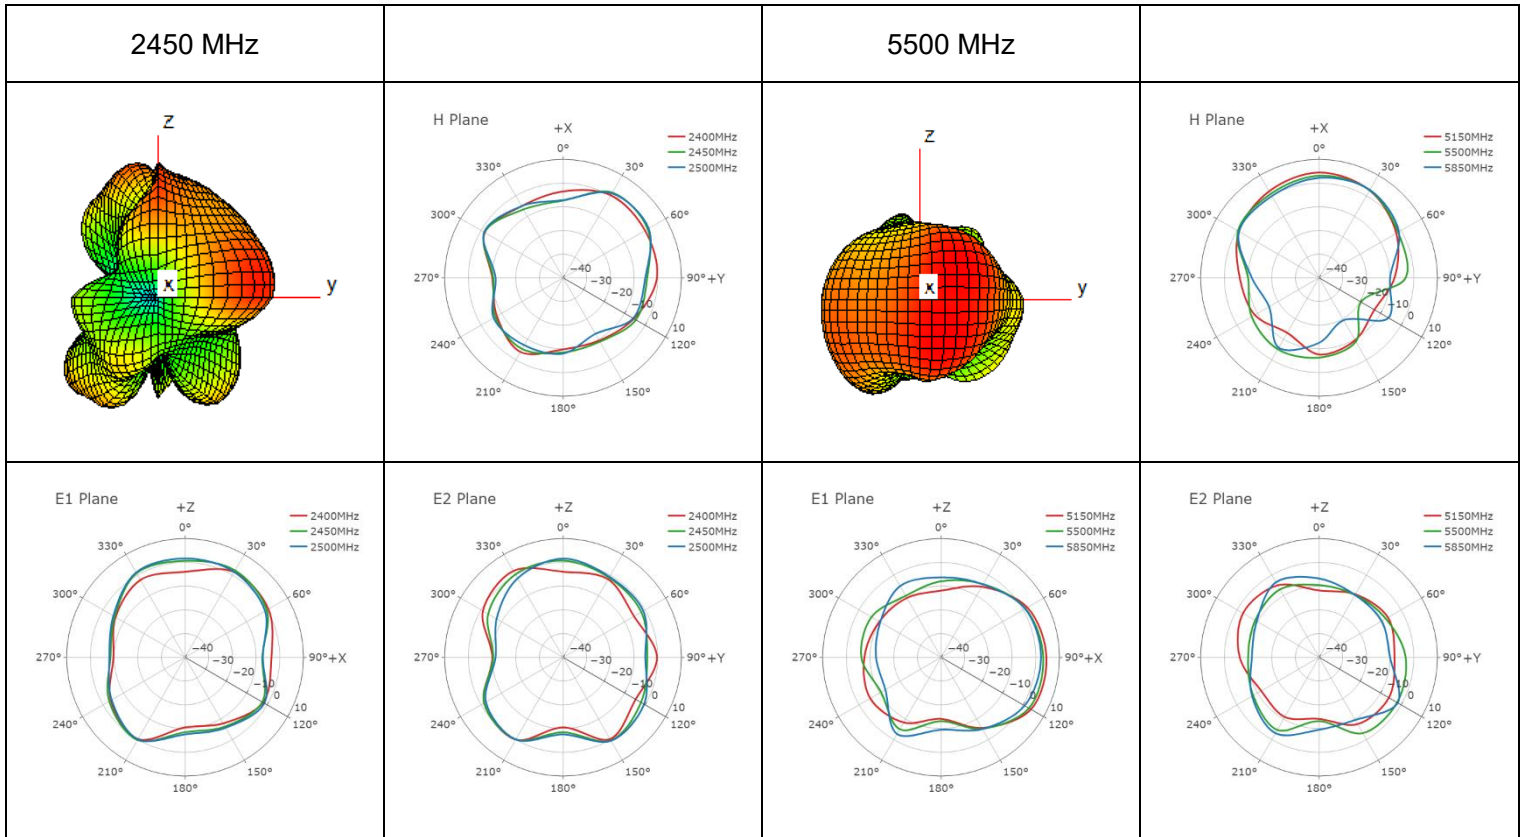 2450 MHz
5500 MHz
z
y
x
H Plane
+X
0°
30°
60°
90°+Y
120°
150°
180°
210°
240°
270°
300°
330°
−40
−30
−20
−10
0
10
2400MHz
2450MHz
2500MHz
z
y
x
H Plane
+X
0°
30°
60°
90°+Y
120°
150°
180°
210°
240°
270°
300°
330°
−40
−30
−20
−10
0
10
5150MHz
5500MHz
5850MHz
E1 Plane
+Z
0°
30°
60°
90°+X
120°
150°
180°
210°
240°
270°
300°
330°
−40
−30
−20
−10
0
10
2400MHz
2450MHz
2500MHz
E2 Plane
+Z
0°
30°
60°
90°+Y
120°
150°
180°
210°
240°
270°
300°
330°
−40
−30
−20
−10
0
10
2400MHz
2450MHz
2500MHz
E1 Plane
+Z
0°
30°
60°
90°+X
120°
150°
180°
210°
240°
270°
300°
330°
−40
−30
−20
−10
0
10
5150MHz
5500MHz
5850MHz
E2 Plane
+Z
0°
30°
60°
90°+Y
120°
150°
180°
210°
240°
270°
300°
330°
−40
−30
−20
−10
0
10
5150MHz
5500MHz
5850MHz